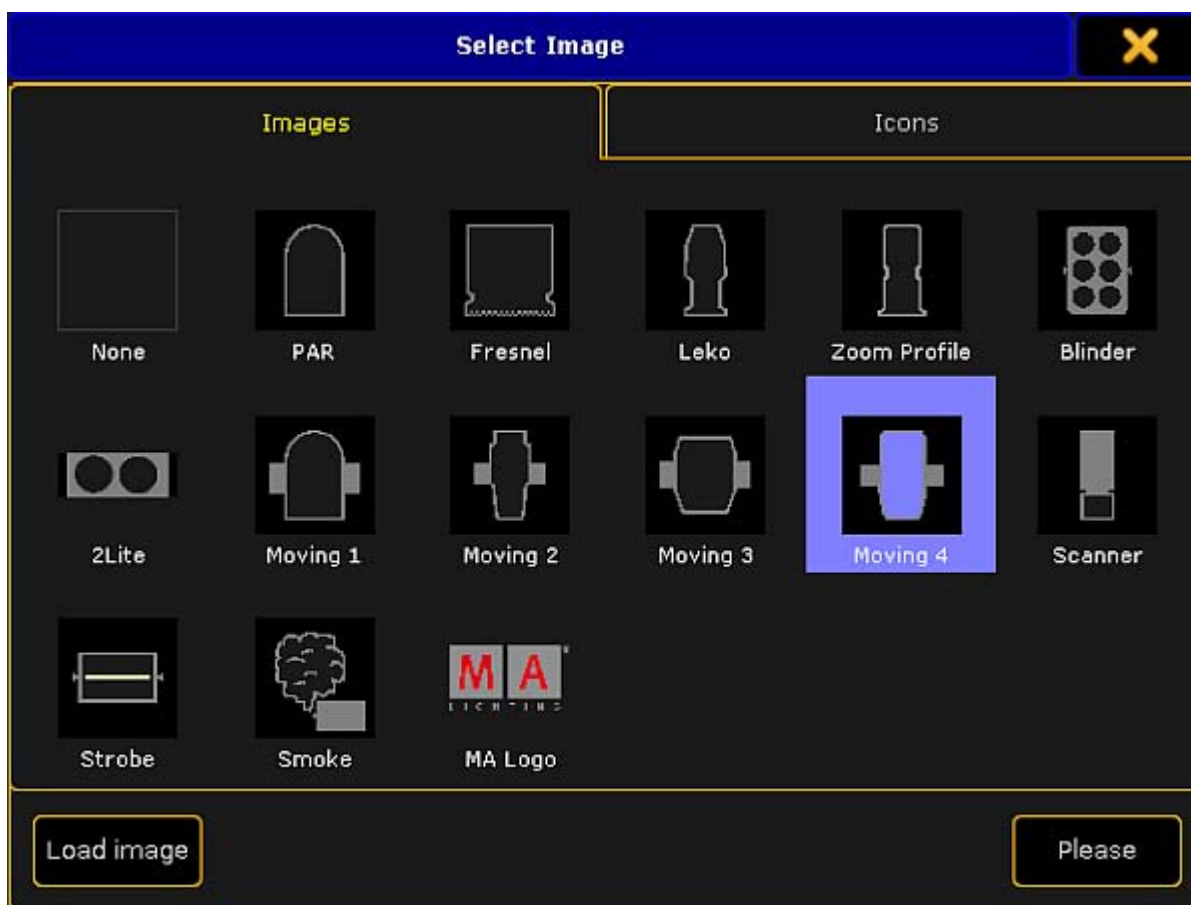 Select Image
Images Icons
None PAR Fresnel Leko Zoom Profile Blinder
2Lite Moving 1 Moving 2 Moving 3 Moving 4 Scanner
MA
LIGHTING
Strobe Smoke MA Logo
Load image Please